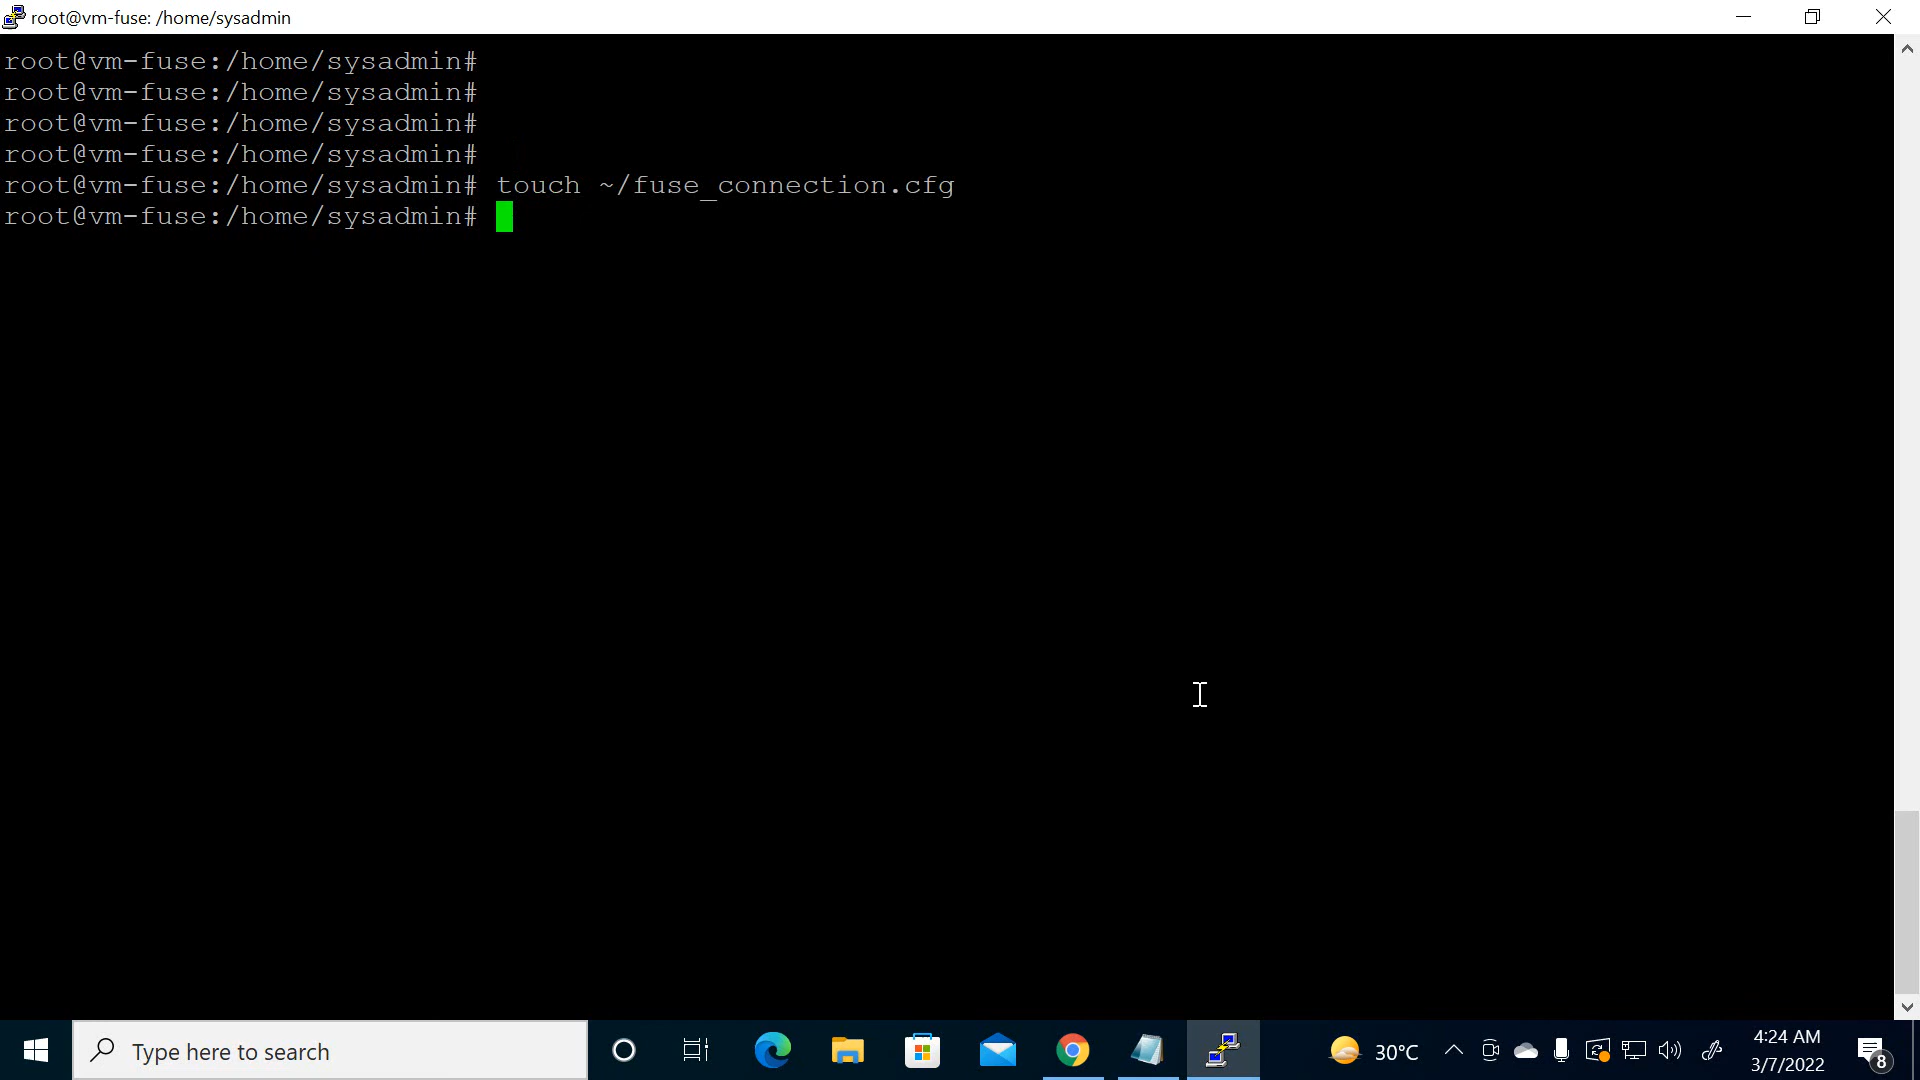 root@vm-fuse: /home/sysadmin
root@vm-fuse:/home/sysadmin#
root@vm-fuse:/home/sysadmin#
root@vm-fuse:/home/sysadmin#
root@vm-fuse:/home/sysadmin#
root@vm-fuse:/home/sysadmin# touch ~/fuse_connection.cfg
root@vm-fuse:/home/sysadmin#
Type here to search
30°C
4:24 AM
3/7/2022
8